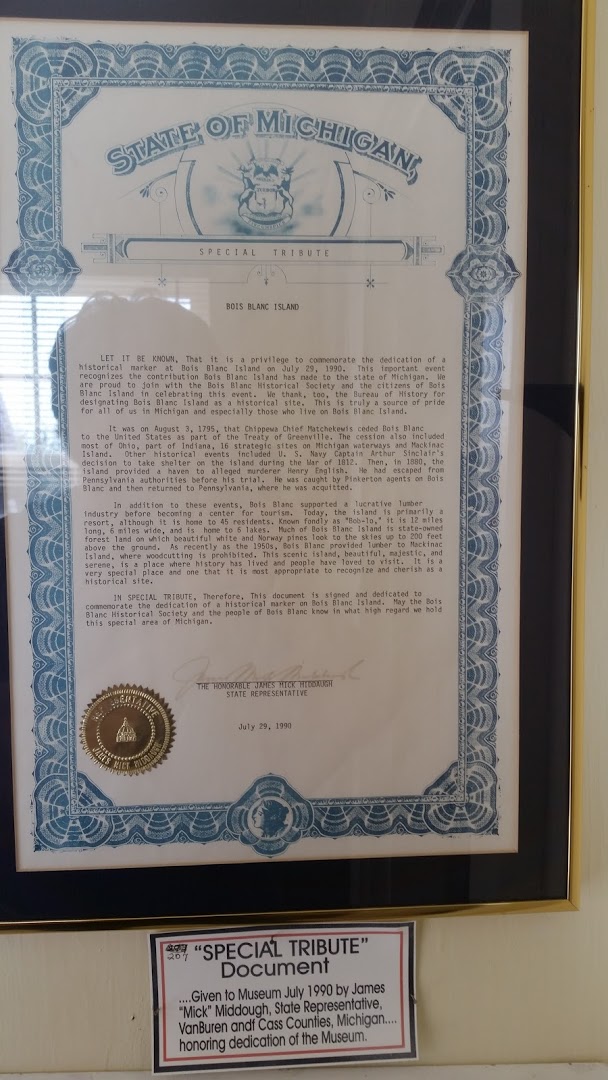 STATE OF MICHIGAN
SPECIAL TRIBUTE
BOIS BLANC ISLAND
LET IT BE KNOWN, That it is a privilege to commemorate the dedication of a
historical marker at Bois Blanc Island on July 29, 1990. This important event
recognizes the contribution Bois Blanc Island has made to the state of Michigan. We
are proud to join with the Bois Blanc Historical Society and the citizens of Bois
Blanc Island in celebrating this event. We thank, too, the Bureau of History for
designating Bois Blanc Island as a historical site. This is truly a source of pride
for all of us in Michigan and especially those who live on Bois Blanc Island.
It was on August 3, 1795, that Chippewa Chief Matchekewis ceded Bois Blanc
to the United States as part of the Treaty of Greenville. The cession also included
most of Ohio, part of Indiana, 16 strategic sites on Michigan waterways and Mackinac
Island. Other historical events included U. S. Navy Captain Arthur Sinclair's
decision to take shelter on the island during the War of 1812. Then, in 1880, the
island provided a haven to alleged murderer Henry English. He had escaped from
Pennsylvania authorities before his trial. He was caught by Pinkerton agents on Bois
Blanc and then returned to Pennsylvania, where he was acquitted.
In addition to these events, Bois Blanc supported a lucrative lumber
industry before becoming a center for tourism. Today, the island is primarily a
resort, although it is home to 45 residents. Known fondly as "Bob-lo," it is 12 miles
long, 6 miles wide, and is home to 6 lakes. Much of Bois Blanc Island is state-owned
forest land on which beautiful white and Norway pines look to the skies up to 200 feet
above the ground. As recently as the 1950s, Bois Blanc provided lumber to Mackinac
Island, where woodcutting is prohibited. This scenic island, beautiful, majestic, and
serene, is a place where history has lived and people have loved to visit. It is a
very special place and one that it is most appropriate to recognize and cherish as a
historical site.
IN SPECIAL TRIBUTE, Therefore, This document is signed and dedicated to
commemorate the dedication of a historical marker on Bois Blanc Island. May the Bois
Blanc Historical Society and the people of Bois Blanc know in what high regard we hold
this special area of Michigan.
THE HONORABLE JAMES MICK MIDDAUGH
STATE REPRESENTATIVE
July 29, 1990
REPRESENTATIVE
JAMES MICK MIDDAUGH
207 "SPECIAL TRIBUTE"
Document
....Given to Museum July 1990 by James
"Mick" Middough, State Representative,
VanBuren andf Cass Counties, Michigan....
honoring dedication of the Museum.